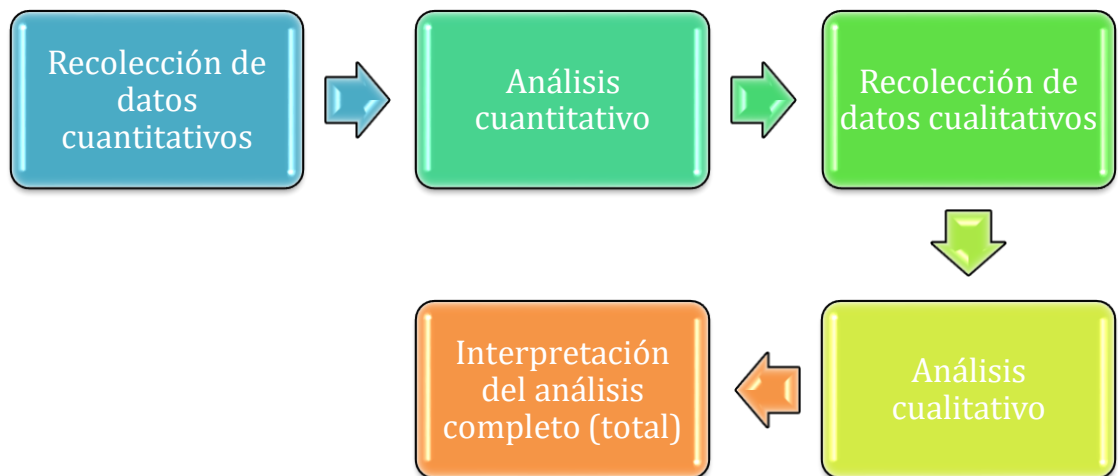 Recolección de
datos
cuantitativos
Análisis
cuantitativo
Recolección de
datos cualitativos
Análisis
cualitativo
Interpretación
del análisis
completo (total)